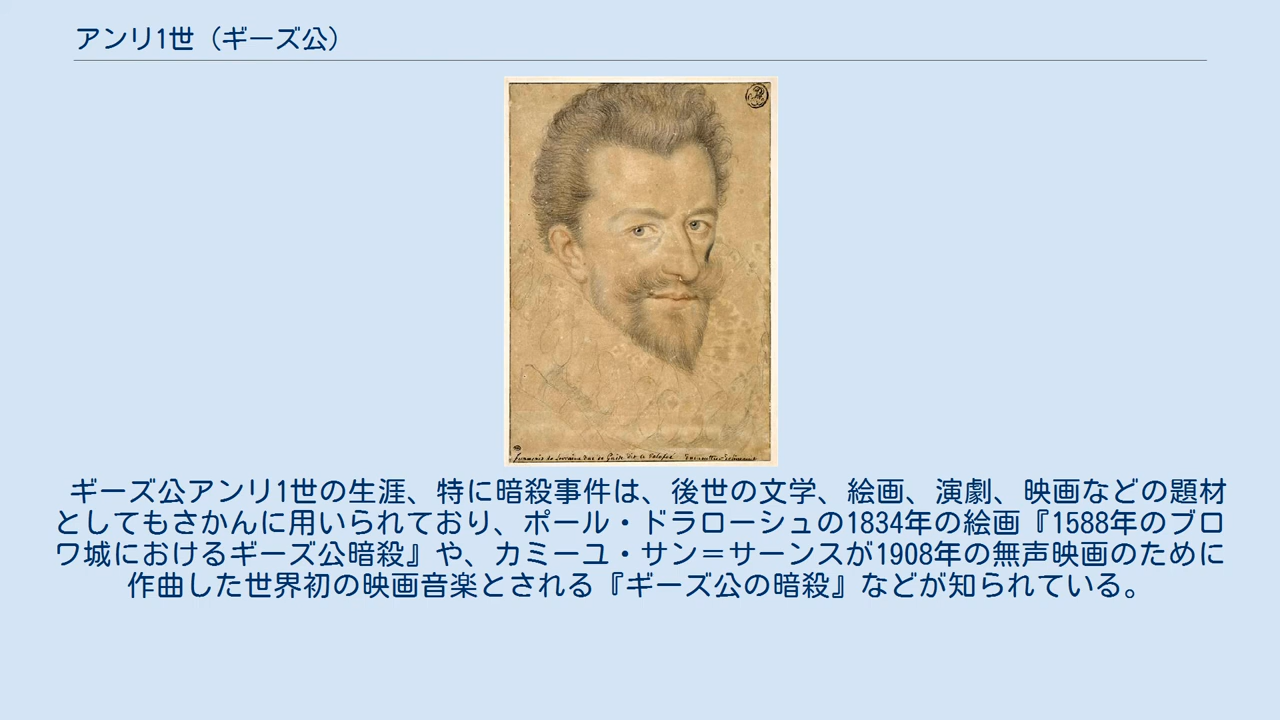 アンリ1世（ギーズ公）
ギーズ公アンリ1世の生涯、特に暗殺事件は、後世の文学、絵画、演劇、映画などの題材
としてもさかんに用いられており、ポール・ドラローシュの1834年の絵画『1588年のブロ
ワ城におけるギーズ公暗殺』や、カミーユ・サン＝サーンスが1908年の無声映画のために
作曲した世界初の映画音楽とされる『ギーズ公の暗殺』などが知られている。